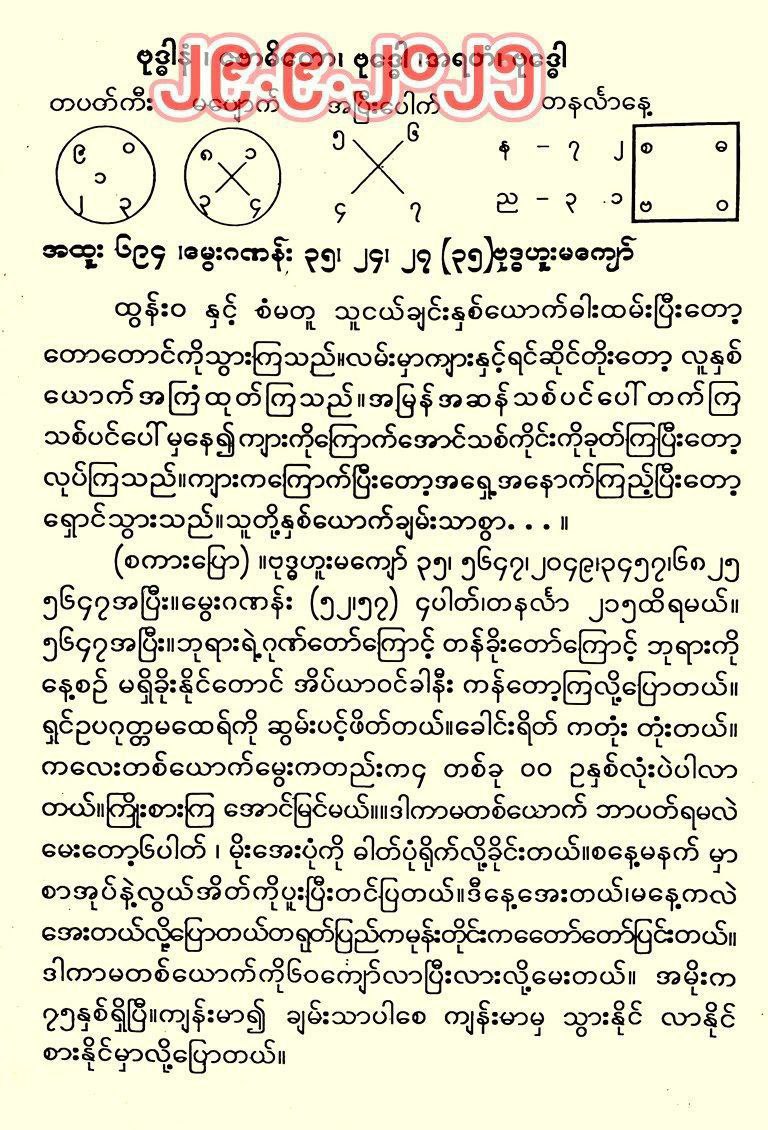 ဗုဒ္ဓါနံ ၊ ဗောဓိတော၊ ဗုဒ္ဓေါ ၊အရတံ၊ ဗုဒ္ဓေါ
၂၉.၉.၂၀၂၅
တပတ်ကီး မပျောက် အပြီးပေါက် တနင်္လာနေ့
၉ ၀ ၁ ၂ ၃
၈ ၁ ၃ ၄
၅ ၆ ၄ ၇
န – ၇ ၂
ည – ၃ ၁
စ ဓ ဗ ဝ
အထူး ၆၉၄ ၊မွေးဂဏန်း ၃၅၊ ၂၄၊ ၂၇ (၃၅)ဗုဒ္ဓဟူးမကျော်
ထွန်းဝ နှင့် စံမတူ သူငယ်ချင်းနှစ်ယောက်ဓါးထမ်းပြီးတော့
တောတောင်ကိုသွားကြသည်။လမ်းမှာကျားနှင့်ရင်ဆိုင်တိုးတော့ လူနှစ်
ယောက်အကြံထုတ်ကြသည်။အမြန်အဆန်သစ်ပင်ပေါ်တက်ကြ
သစ်ပင်ပေါ်မှနေ၍ကျားကိုကြောက်အောင်သစ်ကိုင်းကိုခုတ်ကြပြီးတော့
လုပ်ကြသည်။ကျားကကြောက်ပြီးတော့အရှေ့အနောက်ကြည့်ပြီးတော့
ရှောင်သွားသည်။သူတို့နှစ်ယောက်ချမ်းသာစွာ. . . ။
(စကားပြော) ။ဗုဒ္ဓဟူးမကျော် ၃၅၊ ၅၆၄၇၊၂၀၄၉၊၃၄၅၇၊၆၈၂၅
၅၆၄၇အပြီး။မွေးဂဏန်း (၅၂၊၅၇) ၄ပါတ်၊တနင်္လာ ၂၁၅ထိရမယ်။
၅၆၄၇အပြီး။ဘုရားရဲ့ဂုဏ်တော်ကြောင့် တန်ခိုးတော်ကြောင့် ဘုရားကို
နေ့စဉ် မရှိခိုးနိုင်တောင် အိပ်ယာဝင်ခါနီး ကန်တော့ကြလို့ပြောတယ်။
ရှင်ဥပဂုတ္တမထေရ်ကို ဆွမ်းပင့်ဖိတ်တယ်။ခေါင်းရိတ် ကတုံး တုံးတယ်။
ကလေးတစ်ယောက်မွေးကတည်းက၄ တစ်ခု ၀၀ ဥနှစ်လုံးပဲပါလာ
တယ်။ကြိုးစားကြ အောင်မြင်မယ်။။ဒါကာမတစ်ယောက် ဘာပတ်ရမလဲ
မေးတော့၆ပါတ် ၊ မိုးအေးပုံကို ဓါတ်ပုံရိုက်လို့ခိုင်းတယ်။စနေ့မနက် မှာ
စာအုပ်နဲ့လွယ်အိတ်ကိုပူးပြီးတင်ပြတယ်။ဒီနေ့အေးတယ်၊မနေ့ကလဲ
အေးတယ်လို့ပြောတယ်တရုတ်ပြည်ကမုန်းတိုင်းကတော်တော်ပြင်းတယ်။
ဒါကာမတစ်ယောက်ကို၆၀ကျော်လာပြီးလားလို့မေးတယ်။ အမိုးက
၇၅နှစ်ရှိပြီ။ကျန်းမာ၍ ချမ်းသာပါစေ ကျန်းမာမှ သွားနိုင် လာနိုင်
စားနိုင်မှာလို့ပြောတယ်။